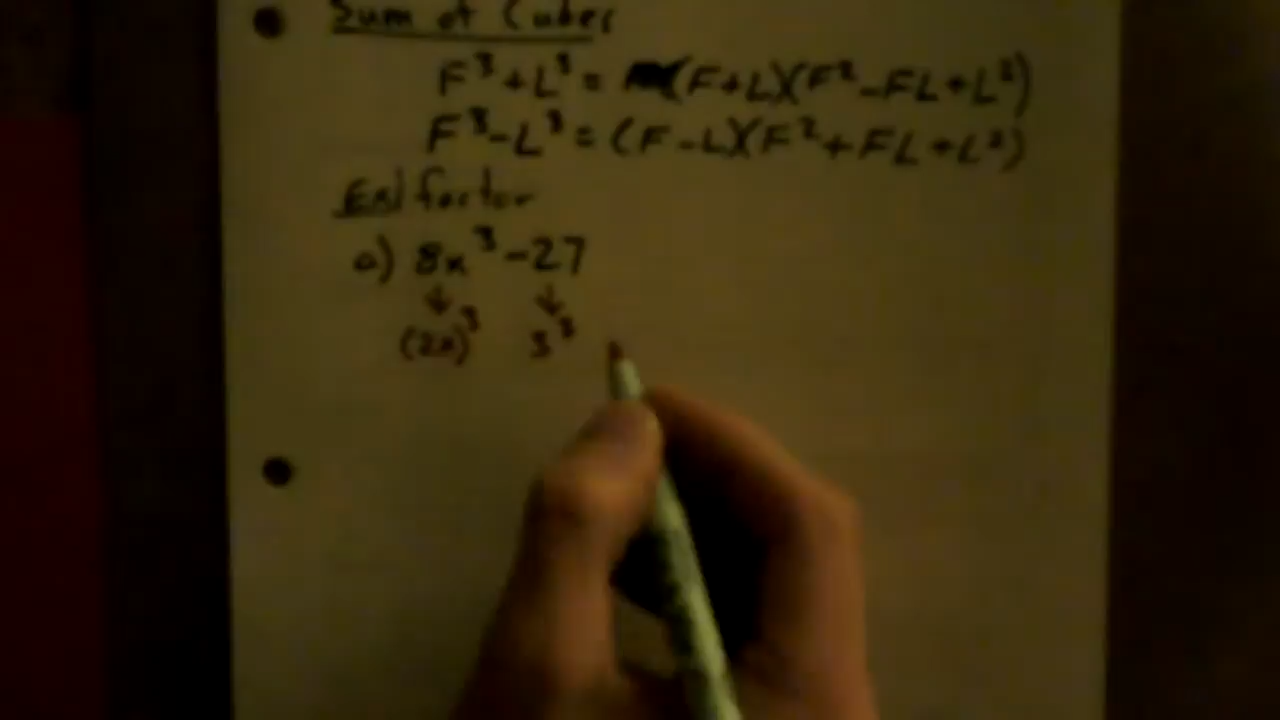 Sum of Cubes
F³+L³ = (F+L)(F²-FL+L²)
F³-L³ = (F-L)(F²+FL+L²)
Ex) factor
a) 8x³-27
↓ ↓
(2x)³ 3³